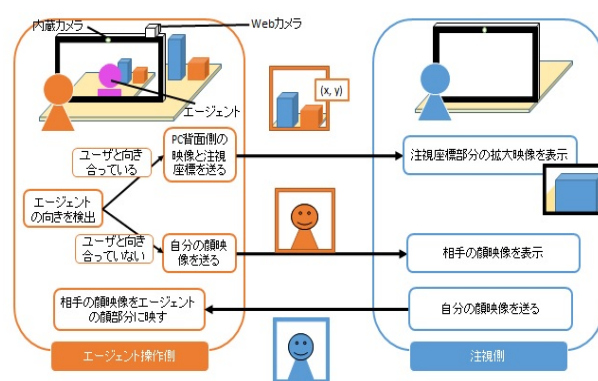 内蔵カメラ
Webカメラ
エージェント
(x, y)
ユーザと向き
合っている
PC背面側の
映像と注視
座標を送る
注視座標部分の拡大映像を表示
エージェント
の向きを検出
ユーザと向き
合っていない
自分の顔映
像を送る
相手の顔映像を表示
相手の顔映像をエージェント
の顔部分に映す
自分の顔映像を送る
エージェント操作側
注視側